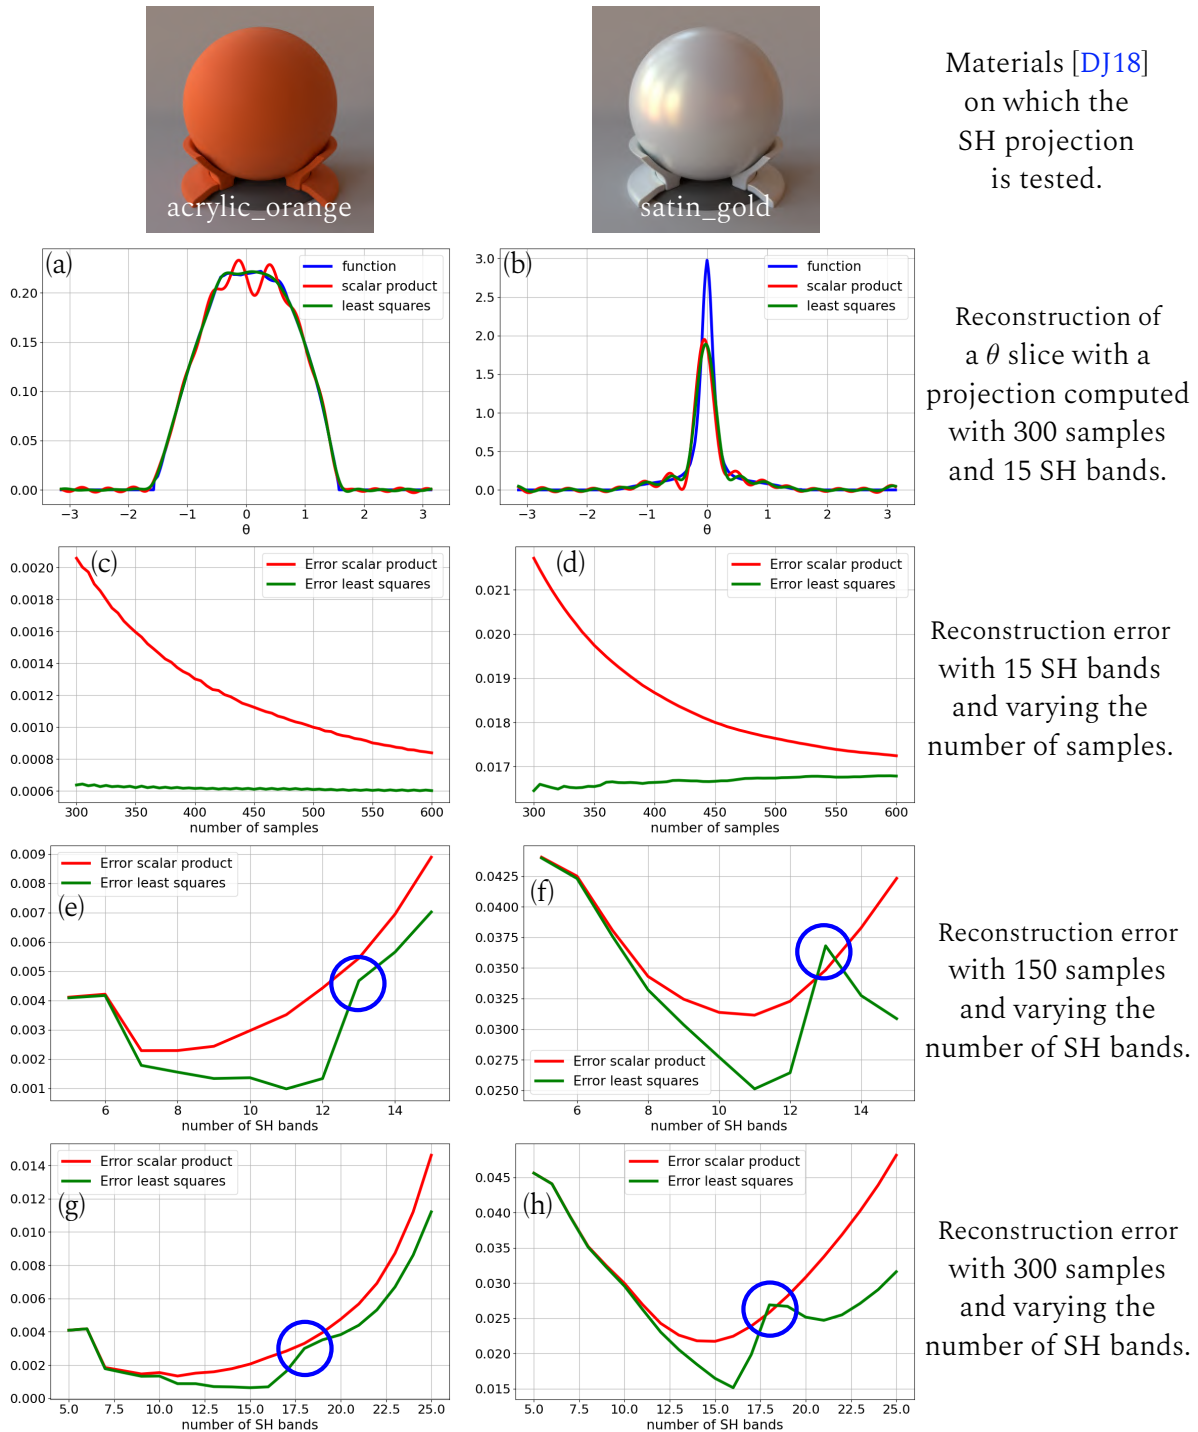 acrylic_orange
satin_gold
Materials [DJ18]
on which the
SH projection
is tested.
(a)
function
scalar product
least squares
0.20
0.15
0.10
0.05
0.00
−3 −2 −1 0 1 2 3
θ
(b)
function
scalar product
least squares
3.0
2.5
2.0
1.5
1.0
0.5
0.0
−3 −2 −1 0 1 2 3
θ
Reconstruction of
a θ slice with a
projection computed
with 300 samples
and 15 SH bands.
(c)
Error scalar product
Error least squares
0.0020
0.0018
0.0016
0.0014
0.0012
0.0010
0.0008
0.0006
300 350 400 450 500 550 600
number of samples
(d)
Error scalar product
Error least squares
0.021
0.020
0.019
0.018
0.017
300 350 400 450 500 550 600
number of samples
Reconstruction error
with 15 SH bands
and varying the
number of samples.
(e)
Error scalar product
Error least squares
0.009
0.008
0.007
0.006
0.005
0.004
0.003
0.002
0.001
6 8 10 12 14
number of SH bands
(f)
Error scalar product
Error least squares
0.0425
0.0400
0.0375
0.0350
0.0325
0.0300
0.0275
0.0250
6 8 10 12 14
number of SH bands
Reconstruction error
with 150 samples
and varying the
number of SH bands.
(g)
Error scalar product
Error least squares
0.014
0.012
0.010
0.008
0.006
0.004
0.002
0.000
5.0 7.5 10.0 12.5 15.0 17.5 20.0 22.5 25.0
number of SH bands
(h)
Error scalar product
Error least squares
0.045
0.040
0.035
0.030
0.025
0.020
0.015
5.0 7.5 10.0 12.5 15.0 17.5 20.0 22.5 25.0
number of SH bands
Reconstruction error
with 300 samples
and varying the
number of SH bands.